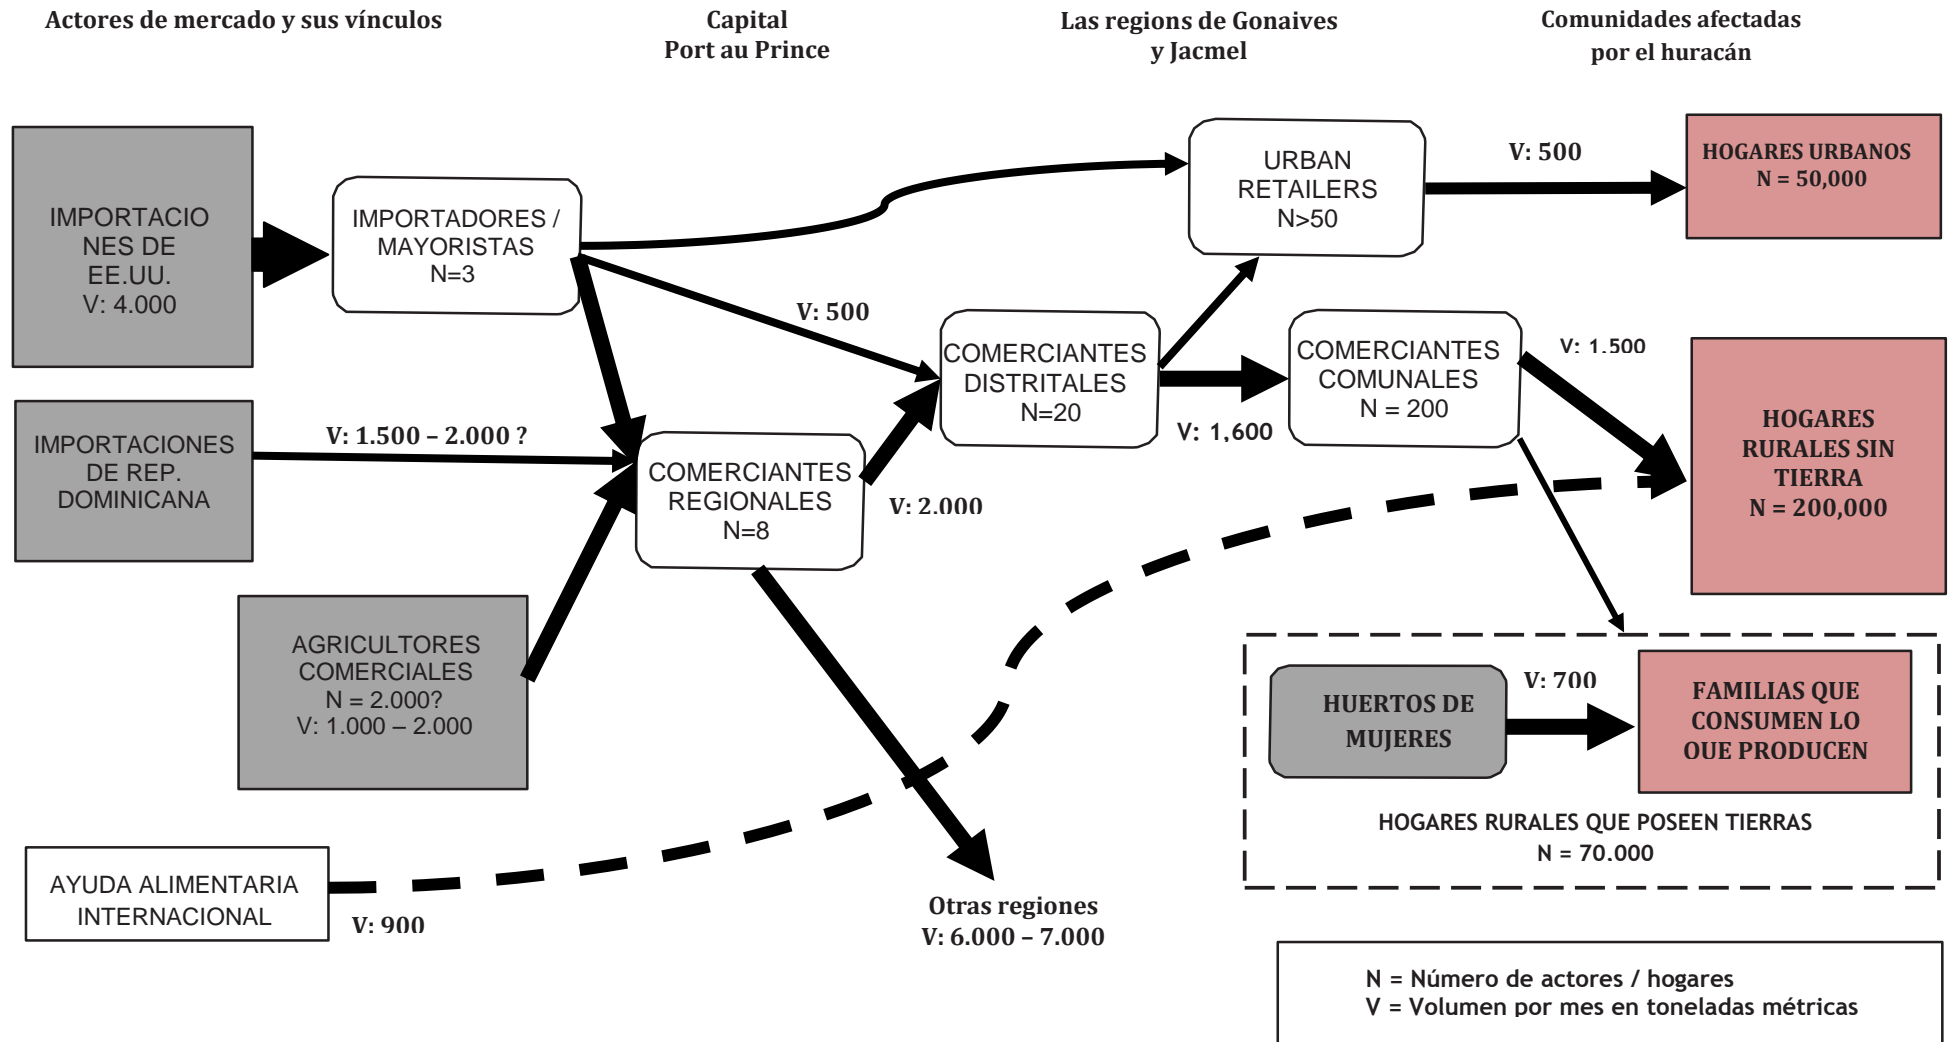 Actores de mercado y sus vínculos
Capital
Port au Prince
Las regions de Gonaives
y Jacmel
Comunidades afectadas
por el huracán
IMPORTACIO
NES DE
EE.UU.
V: 4.000
IMPORTADORES /
MAYORISTAS
N=3
URBAN
RETAILERS
N>50
V: 500
HOGARES URBANOS
N = 50,000
V: 500
COMERCIANTES
DISTRITALES
N=20
V: 1,600
COMERCIANTES
COMUNALES
N = 200
V: 1.500
HOGARES
RURALES SIN
TIERRA
N = 200,000
IMPORTACIONES
DE REP.
DOMINICANA
V: 1.500 – 2.000 ?
COMERCIANTES
REGIONALES
N=8
V: 2.000
AGRICULTORES
COMERCIALES
N = 2.000?
V: 1.000 – 2.000
HUERTOS DE
MUJERES
V: 700
FAMILIAS QUE
CONSUMEN LO
QUE PRODUCEN
HOGARES RURALES QUE POSEEN TIERRAS
N = 70.000
AYUDA ALIMENTARIA
INTERNACIONAL
V: 900
Otras regiones
V: 6.000 – 7.000
N = Número de actores / hogares
V = Volumen por mes en toneladas métricas